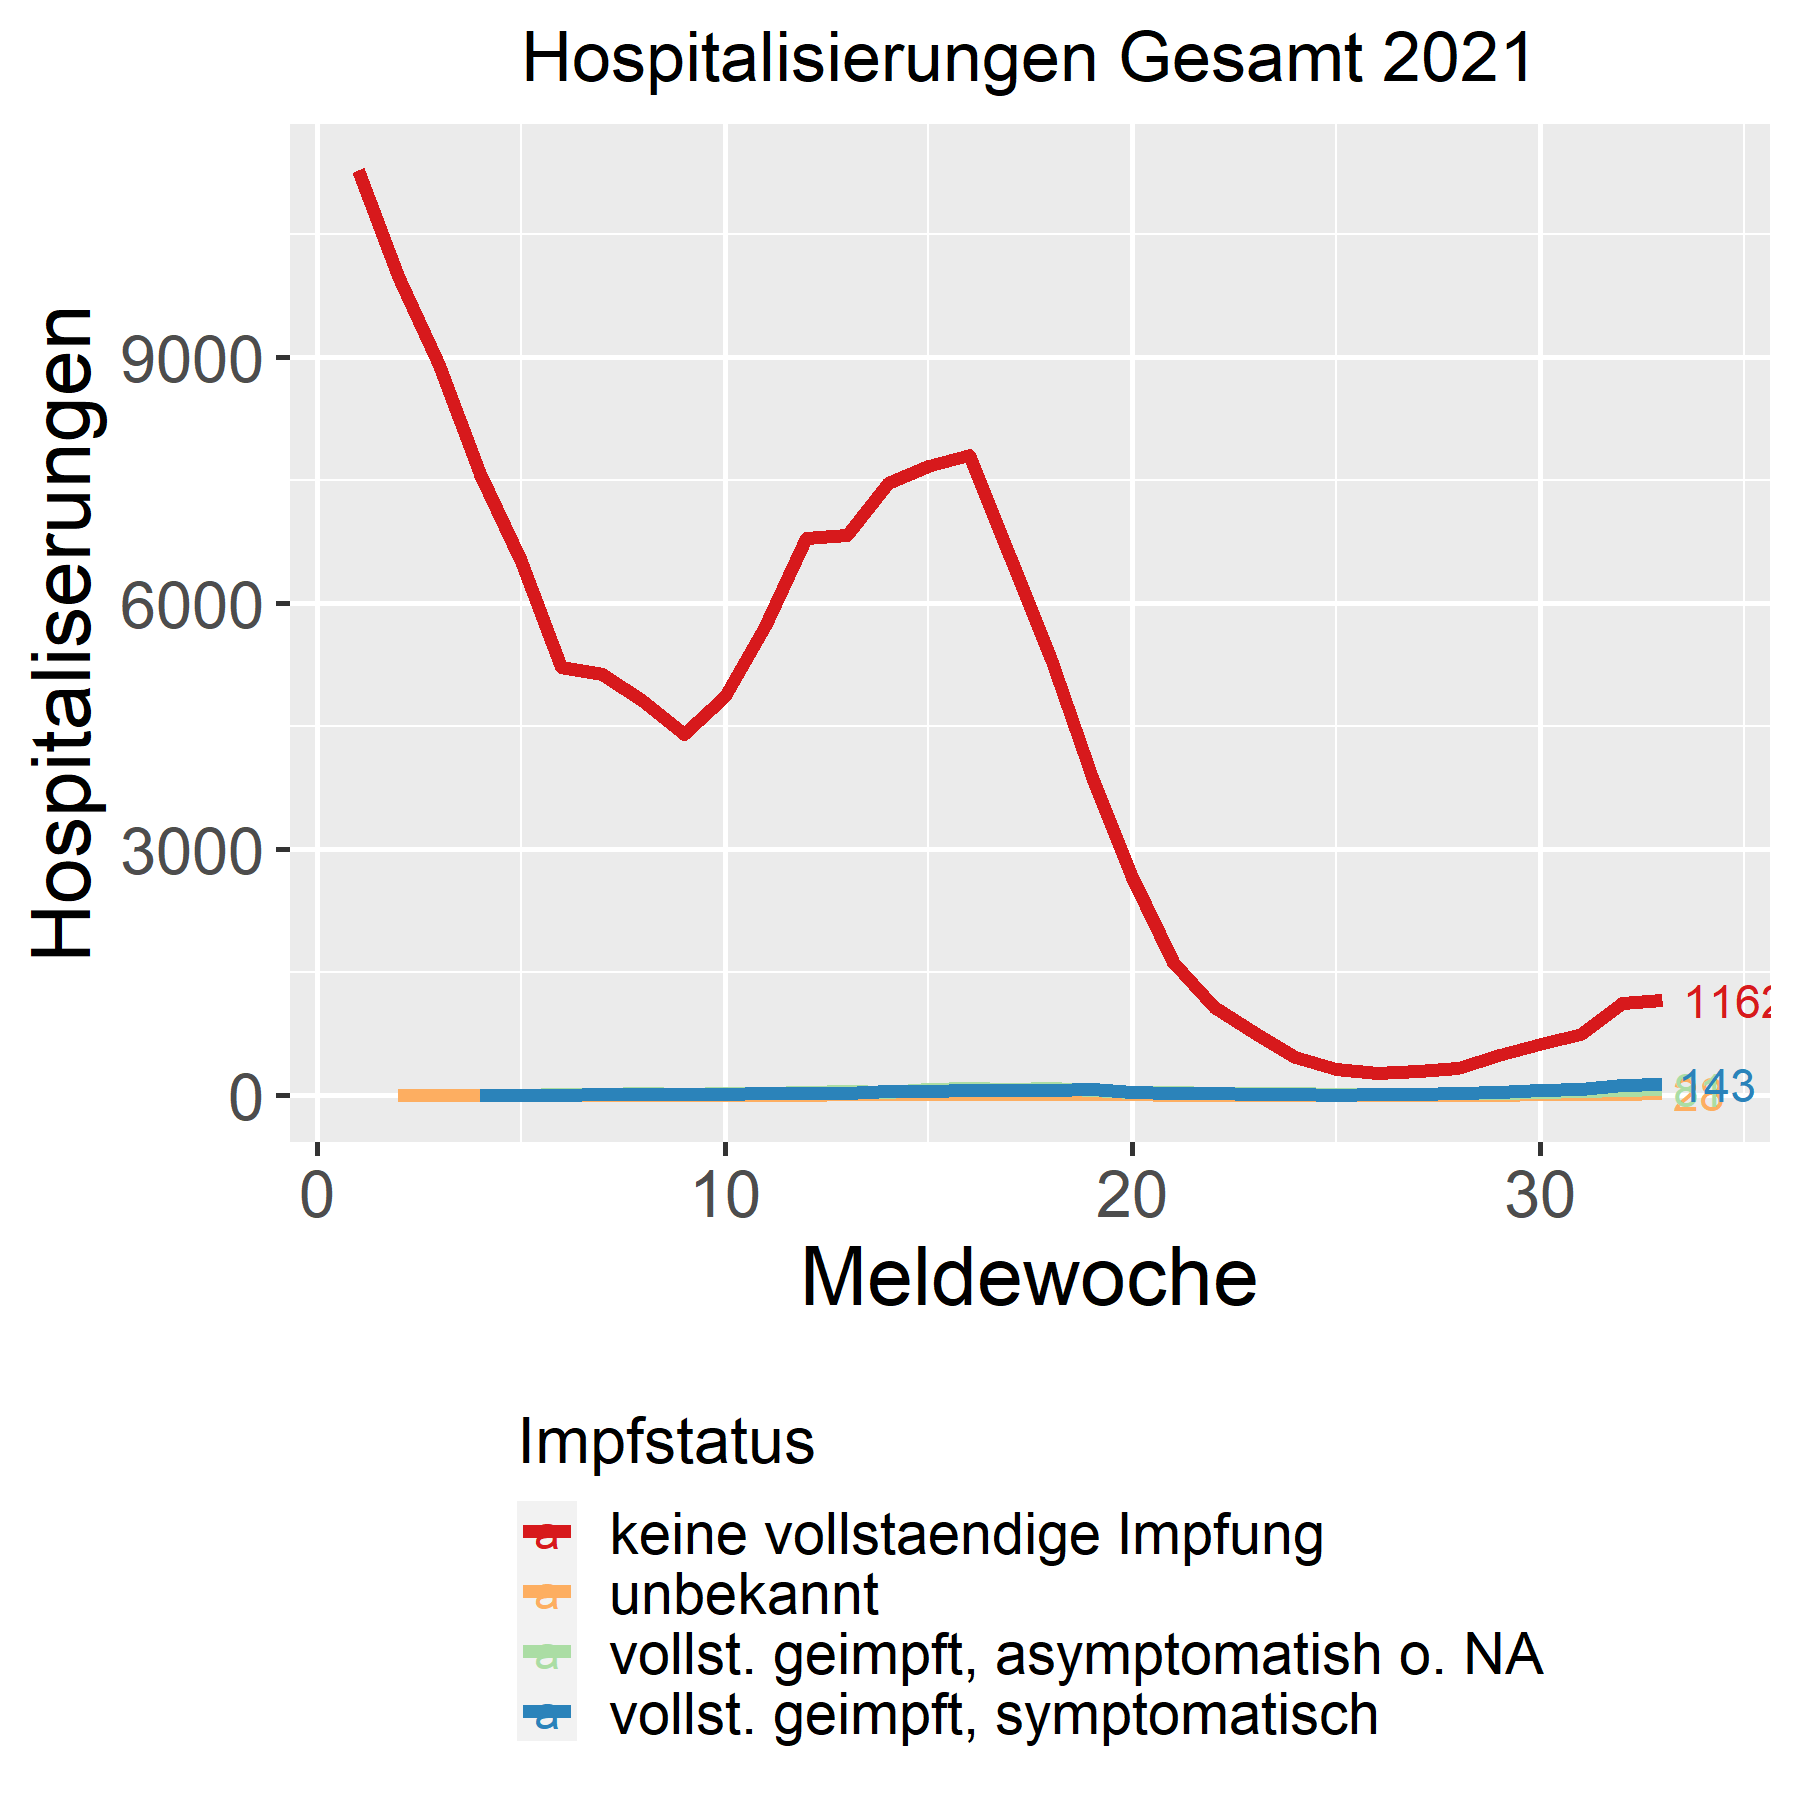 Hospitalisierungen Gesamt 2021
Hospitaliserungen
9000
6000
3000
0
1162
143
28
0 10 20 30
Meldewoche
Impfstatus
a keine vollstaendige Impfung
a unbekannt
a vollst. geimpft, asymptomatish o. NA
a vollst. geimpft, symptomatisch